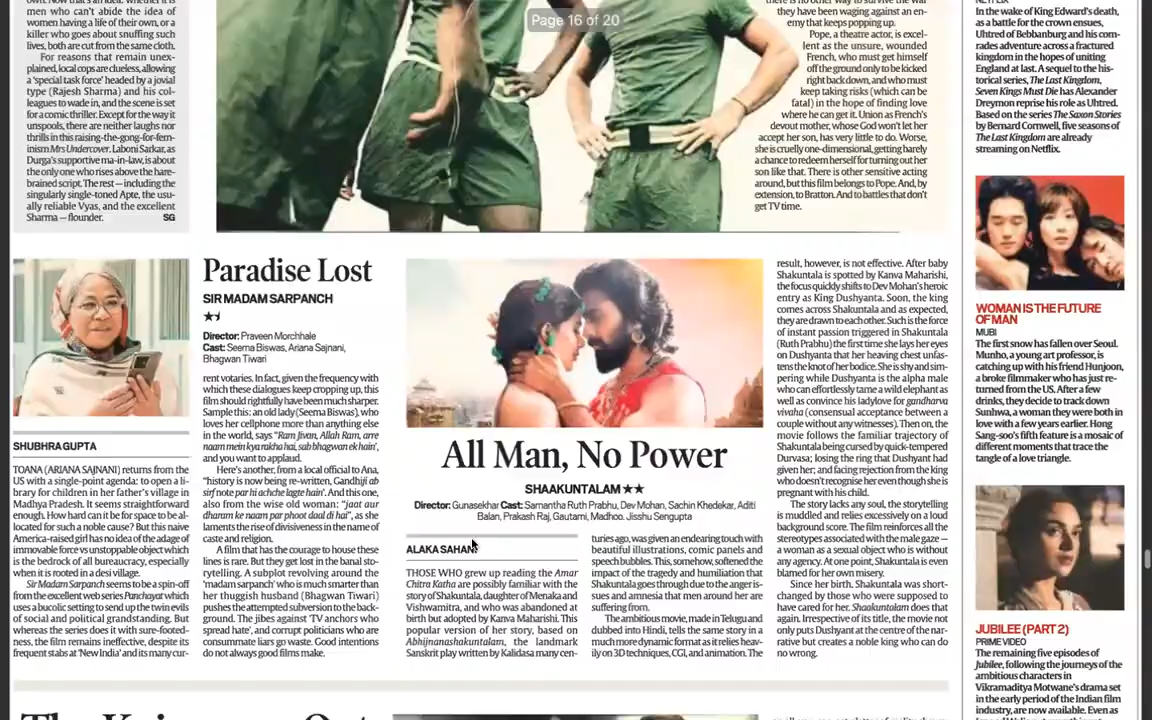 Page 16 of 20
own. Now that's an idea. Whether it is
men who can't abide the idea of
women having a life of their own, or a
killer who goes about snuffing such
lives, both are cut from the same cloth.
For reasons that remain unex-
plained, local cops are clueless, allowing
a 'special task force' headed by a jovial
type (Rajesh Sharma) and his col-
leagues to wade in, and the scene is set
for a comic thriller. Except for the way it
unspools, there are neither laughs nor
thrills in this raising-the-gong-for-fem-
inism Mrs Undercover. Laboni Sarkar, as
Durga's supportive ma-in-law, is about
the only one who rises above the hare-
brained script. The rest — including the
singularly single-toned Apte, the usu-
ally reliable Vyas, and the excellent
Sharma — flounder. SG
there is no other way to survive the war
they have been waging against an en-
emy that keeps popping up.
Pope, a theatre actor, is excel-
lent as the unsure, wounded
French, who must get himself
off the ground only to be kicked
right back down, and who must
keep taking risks (which can be
fatal) in the hope of finding love
where he can get it. Union as French's
devout mother, whose God won't let her
accept her son, has very little to do. Worse,
she is cruelly one-dimensional, getting barely
a chance to redeem herself for turning out her
son like that. There is other sensitive acting
around, but this film belongs to Pope. And, by
extension, to Bratton. And to battles that don't
get TV time.
SHUBHRA GUPTA
TOANA (ARIANA SAJNANI) returns from the
US with a single-point agenda: to open a li-
brary for children in her father's village in
Madhya Pradesh. It seems straightforward
enough. How hard can it be for space to be al-
located for such a noble cause? But this naive
America-raised girl has no idea of the adage of
immovable force vs unstoppable object which
is the bedrock of all bureaucracy, especially
when it is rooted in a desi village.
Sir Madam Sarpanch seems to be a spin-off
from the excellent web series Panchayat which
uses a bucolic setting to send up the twin evils
of social and political grandstanding. But
whereas the series does it with sure-footed-
ness, the film remains ineffective, despite its
frequent stabs at 'New India' and its many cur-
Paradise Lost
SIR MADAM SARPANCH
★
Director: Praveen Morchhale
Cast: Seema Biswas, Ariana Sajnani,
Bhagwan Tiwari
rent votaries. In fact, given the frequency with
which these dialogues keep cropping up, this
film should rightfully have been much sharper.
Sample this: an old lady (Seema Biswas), who
loves her cellphone more than anything else
in the world, says "Ram Jivan, Allah Ram, arre
naam mein kya rakha hai, sab bhagwan ek hain',
and you want to applaud.
Here's another, from a local official to Ana,
"history is now being re-written, Gandhiji ab
sirf note par hi achche lagte hain'. And this one,
also from the wise old woman: "jaat aur
dharam ke naam par phoot daal di hai", as she
laments the rise of divisiveness in the name of
caste and religion.
A film that has the courage to house these
lines is rare. But they get lost in the banal sto-
rytelling. A subplot revolving around the
'madam sarpanch' who is much smarter than
her thuggish husband (Bhagwan Tiwari)
pushes the attempted subversion to the back-
ground. The jibes against 'TV anchors who
spread hate', and corrupt politicians who are
consummate liars go waste. Good intentions
do not always good films make.
All Man, No Power
SHAAKUNTALAM ★★
Director: Gunasekhar Cast: Samantha Ruth Prabhu, Dev Mohan, Sachin Khedekar, Aditi
Balan, Prakash Raj, Gautami, Madhoo. Jisshu Sengupta
ALAKA SAHANI
THOSE WHO grew up reading the Amar
Chitra Katha are possibly familiar with the
story of Shakuntala, daughter of Menaka and
Vishwamitra, and who was abandoned at
birth but adopted by Kanva Maharishi. This
popular version of her story, based on
Abhijnanashakuntalam, the landmark
Sanskrit play written by Kalidasa many cen-
turies ago, was given an endearing touch with
beautiful illustrations, comic panels and
speech bubbles. This, somehow, softened the
impact of the tragedy and humiliation that
Shakuntala goes through due to the anger is-
sues and amnesia that men around her are
suffering from.
The ambitious movie, made in Telugu and
dubbed into Hindi, tells the same story in a
much more dynamic format as it relies heav-
ily on 3D techniques, CGI, and animation. The
result, however, is not effective. After baby
Shakuntala is spotted by Kanva Maharishi,
the focus quickly shifts to Dev Mohan's heroic
entry as King Dushyanta. Soon, the king
comes across Shakuntala and as expected,
they are drawn to each other. Such is the force
of instant passion triggered in Shakuntala
(Ruth Prabhu) the first time she lays her eyes
on Dushyanta that her heaving chest unfas-
tens the knot of her bodice. She is shy and sim-
pering while Dushyanta is the alpha male
who can effortlessly tame a wild elephant as
well as convince his ladylove for gandharva
vivaha (consensual acceptance between a
couple without any witnesses). Then on, the
movie follows the familiar trajectory of
Shakuntala being cursed by quick-tempered
Durvasa; losing the ring that Dushyant had
given her; and facing rejection from the king
who doesn't recognise her even though she is
pregnant with his child.
The story lacks any soul, the storytelling
is muddled and relies excessively on a loud
background score. The film reinforces all the
stereotypes associated with the male gaze —
a woman as a sexual object who is without
any agency. At one point, Shakuntala is even
blamed for her own misery.
Since her birth, Shakuntala was short-
changed by those who were supposed to
have cared for her. Shaakuntalam does that
again. Irrespective of its title, the movie not
only puts Dushyant at the centre of the nar-
rative but creates a noble king who can do
no wrong.
NETFLIX
In the wake of King Edward's death,
as a battle for the crown ensues,
Uhtred of Bebbanburg and his com-
rades adventure across a fractured
kingdom in the hopes of uniting
England at last. A sequel to the his-
torical series, The Last Kingdom,
Seven Kings Must Die has Alexander
Dreymon reprise his role as Uhtred.
Based on the series The Saxon Stories
by Bernard Cornwell, five seasons of
The Last Kingdom are already
streaming on Netflix.
WOMAN IS THE FUTURE
OF MAN
MUBI
The first snow has fallen over Seoul.
Munho, a young art professor, is
catching up with his friend Hunjoon,
a broke filmmaker who has just re-
turned from the US. After a few
drinks, they decide to track down
Sunhwa, a woman they were both in
love with a few years earlier. Hong
Sang-soo's fifth feature is a mosaic of
different moments that trace the
tangle of a love triangle.
JUBILEE (PART 2)
PRIME VIDEO
The remaining five episodes of
Jubilee, following the journeys of the
ambitious characters in
Vikramaditya Motwane's drama set
in the early period of the Indian film
industry, are now available. Even as